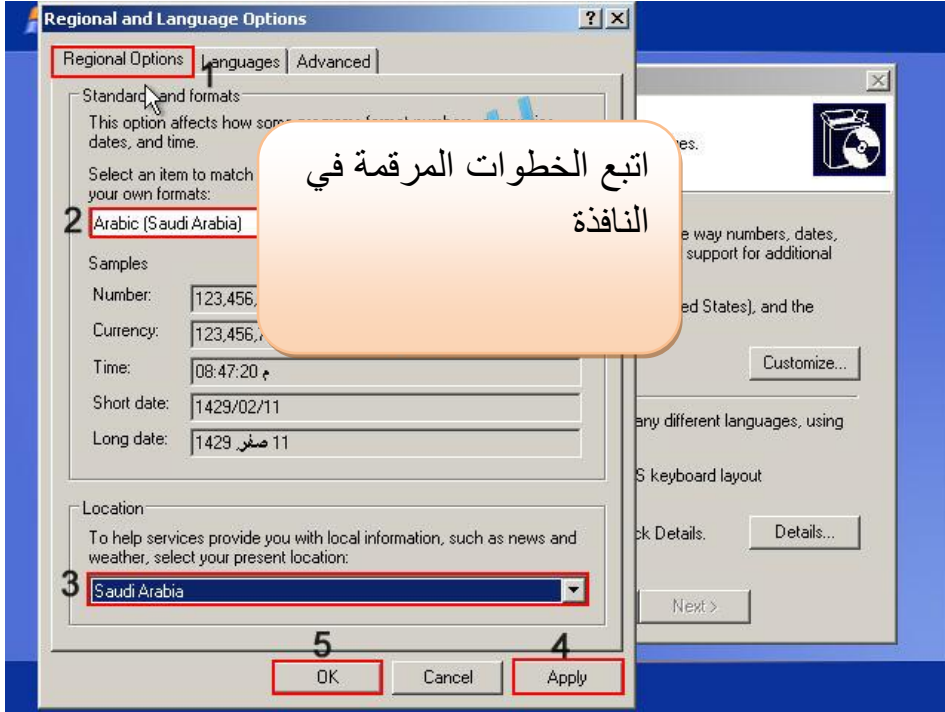 Regional and Language Options
Regional Options
Languages
Advanced
1
Standards and formats
This option affects how some programs format numbers, currencies,
dates, and time.
Select an item to match
your own formats:
2
Arabic (Saudi Arabia)
Samples
Number:
123,456,
Currency:
123,456,7
Time:
08:47:20 م
Short date:
1429/02/11
Long date:
11 صفر, 1429
اتبع الخطوات المرقمة في
النافذة
Location
To help services provide you with local information, such as news and
weather, select your present location:
3
Saudi Arabia
5
4
OK
Cancel
Apply
es.
e way numbers, dates,
support for additional
ed States), and the
Customize...
any different languages, using
S keyboard layout
ck Details.
Details...
Next >